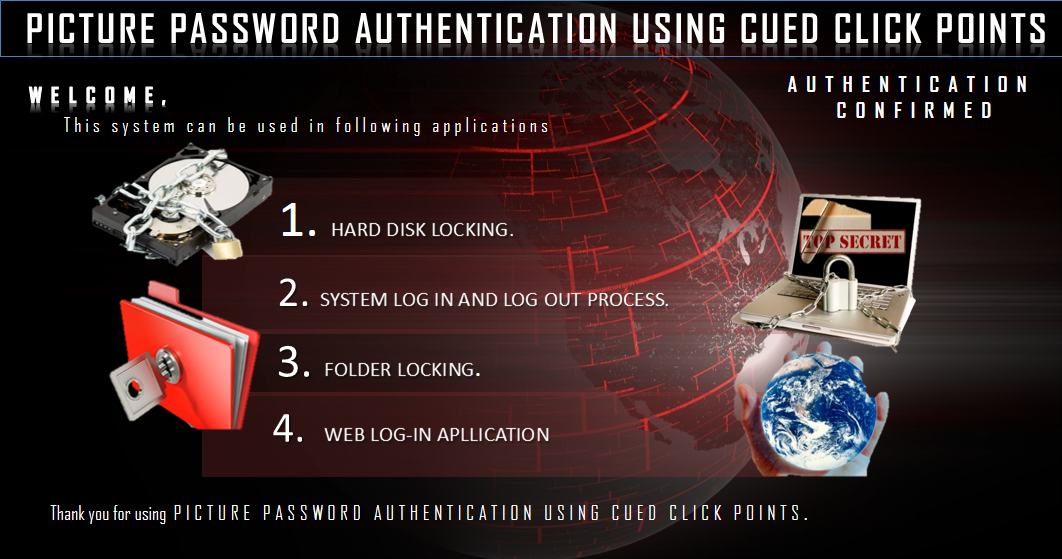 PICTURE PASSWORD AUTHENTICATION USING CUED CLICK POINTS
WELCOME,
This system can be used in following applications
AUTHENTICATION
CONFIRMED
1. HARD DISK LOCKING.
2. SYSTEM LOG IN AND LOG OUT PROCESS.
3. FOLDER LOCKING.
4. WEB LOG-IN APLLICATION
TOP SECRET
Thank you for using PICTURE PASSWORD AUTHENTICATION USING CUED CLICK POINTS.